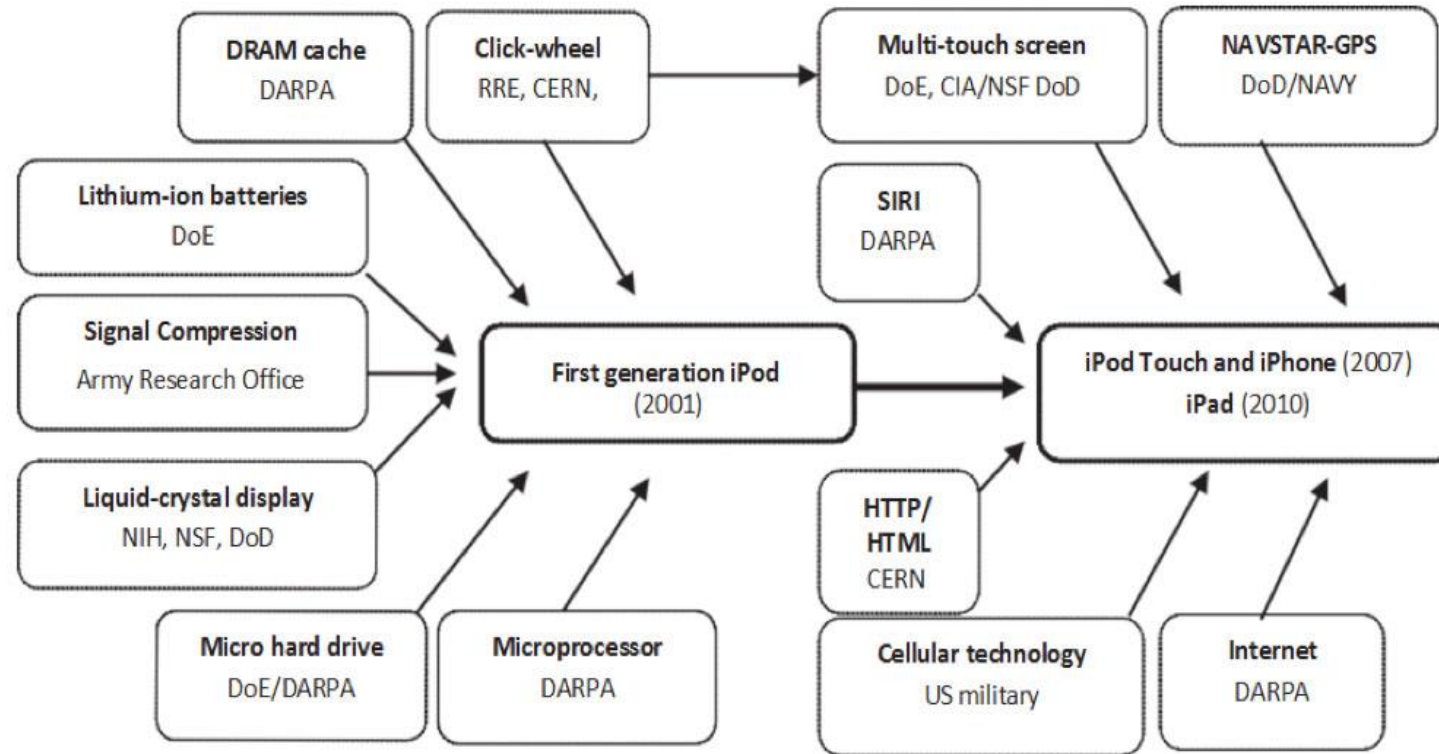 DRAM cache
DARPA
Click-wheel
RRE, CERN,
Multi-touch screen
DoE, CIA/NSF DoD
NAVSTAR-GPS
DoD/NAVY
Lithium-ion batteries
DoE
SIRI
DARPA
Signal Compression
Army Research Office
First generation iPod
(2001)
iPod Touch and iPhone (2007)
iPad (2010)
Liquid-crystal display
NIH, NSF, DoD
HTTP/
HTML
CERN
Micro hard drive
DoE/DARPA
Microprocessor
DARPA
Cellular technology
US military
Internet
DARPA